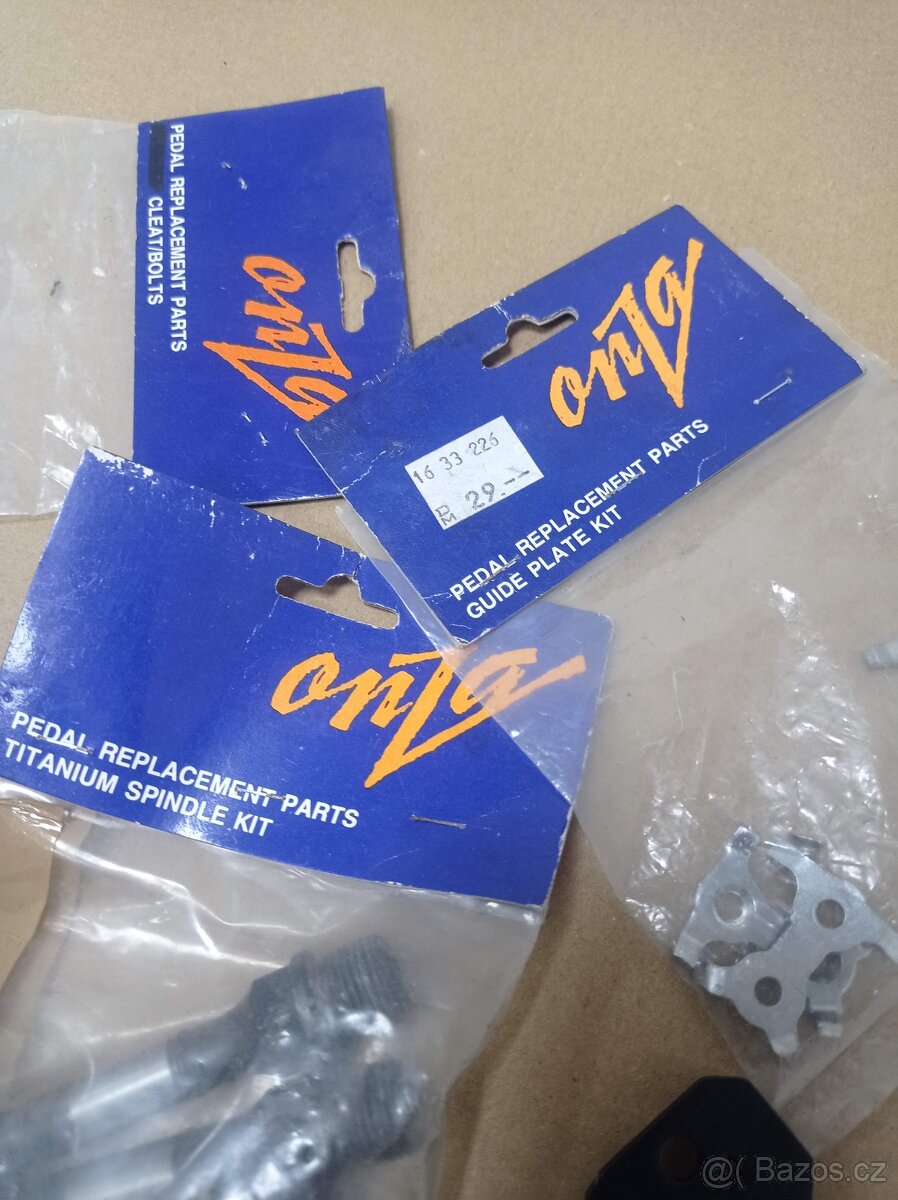 onZa
PEDAL REPLACEMENT PARTS
CLEAT/BOLTS
onZa
16 33 226
DM 29.-
PEDAL REPLACEMENT PARTS
GUIDE PLATE KIT
onZa
PEDAL REPLACEMENT PARTS
TITANIUM SPINDLE KIT
@( Bazos.cz